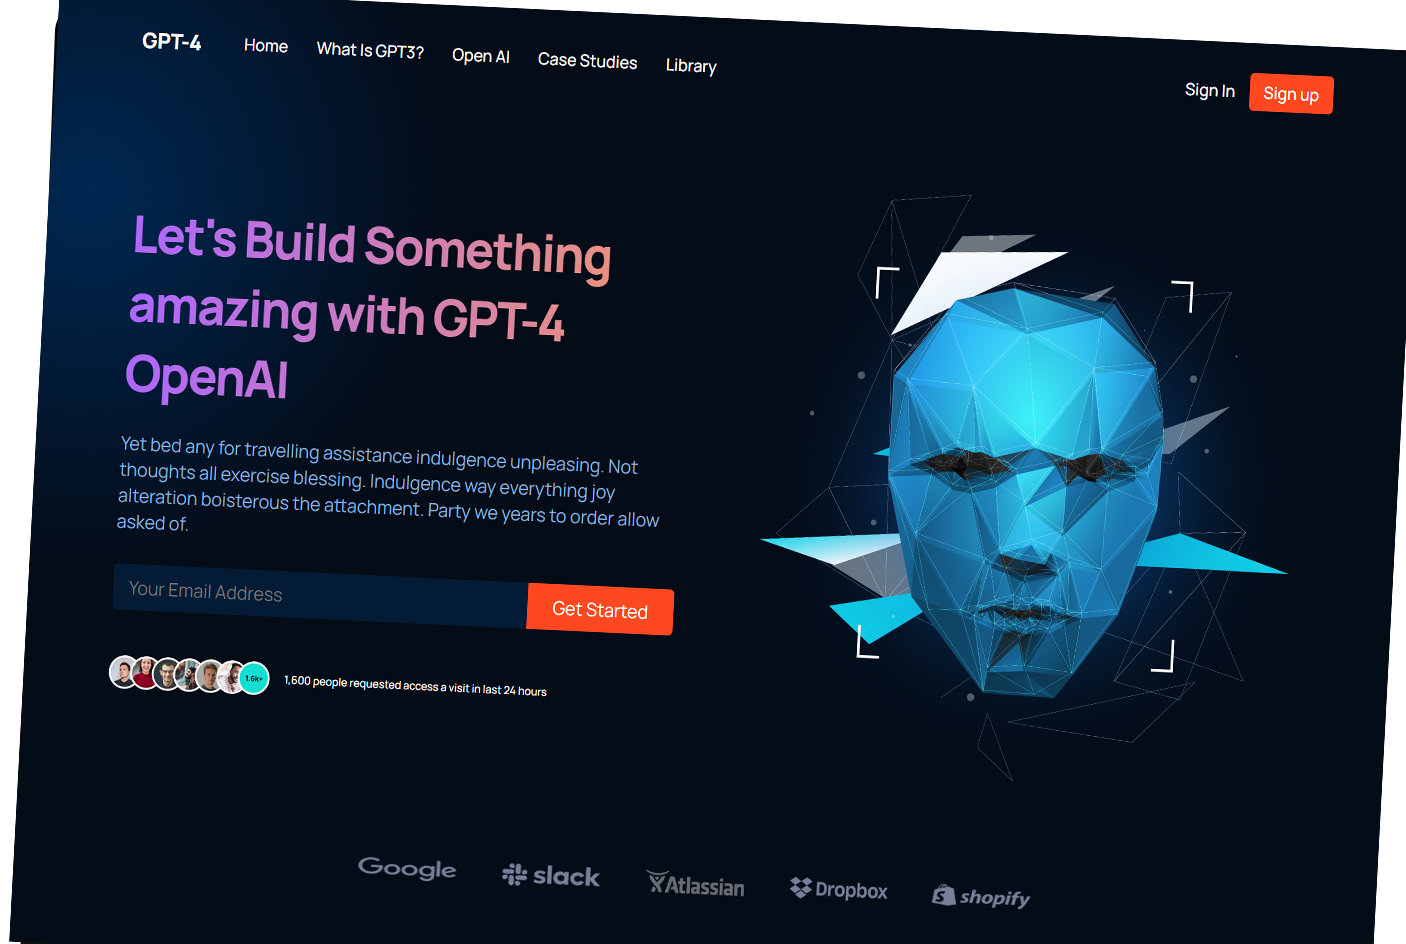 GPT-4 Home What Is GPT3? Open AI Case Studies Library
Sign In Sign up
Let's Build Something
amazing with GPT-4
OpenAI
Yet bed any for travelling assistance indulgence unpleasing. Not
thoughts all exercise blessing. Indulgence way everything joy
alteration boisterous the attachment. Party we years to order allow
asked of.
Your Email Address Get Started
1.6k+ 1,600 people requested access a visit in last 24 hours
Google slack Atlassian Dropbox shopify